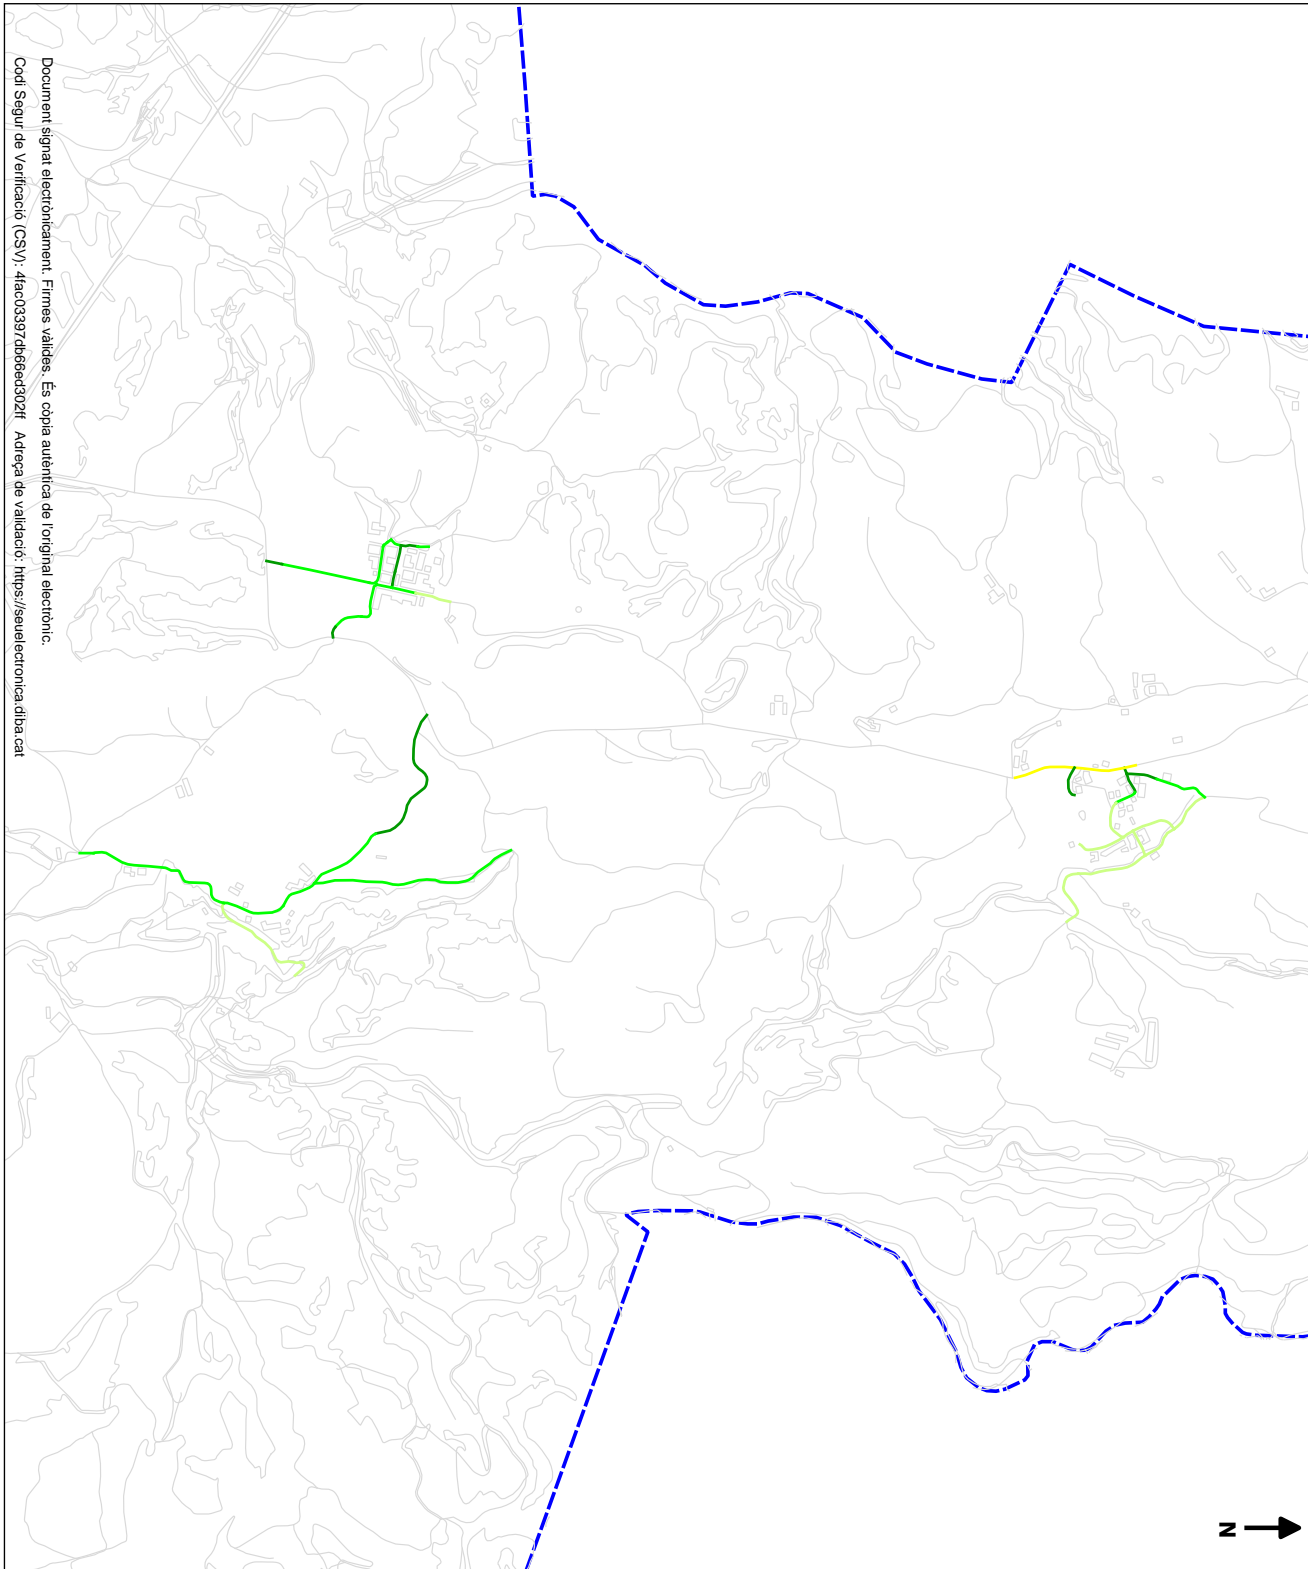 Document signat electrònicament. Firmes vàlides. És còpia autèntica de l'original electrònic.
Codi Segur de Verificació (CSV): 4fac03397db66ed302ff Adreça de validació: https://seuelectronica.diba.cat
N